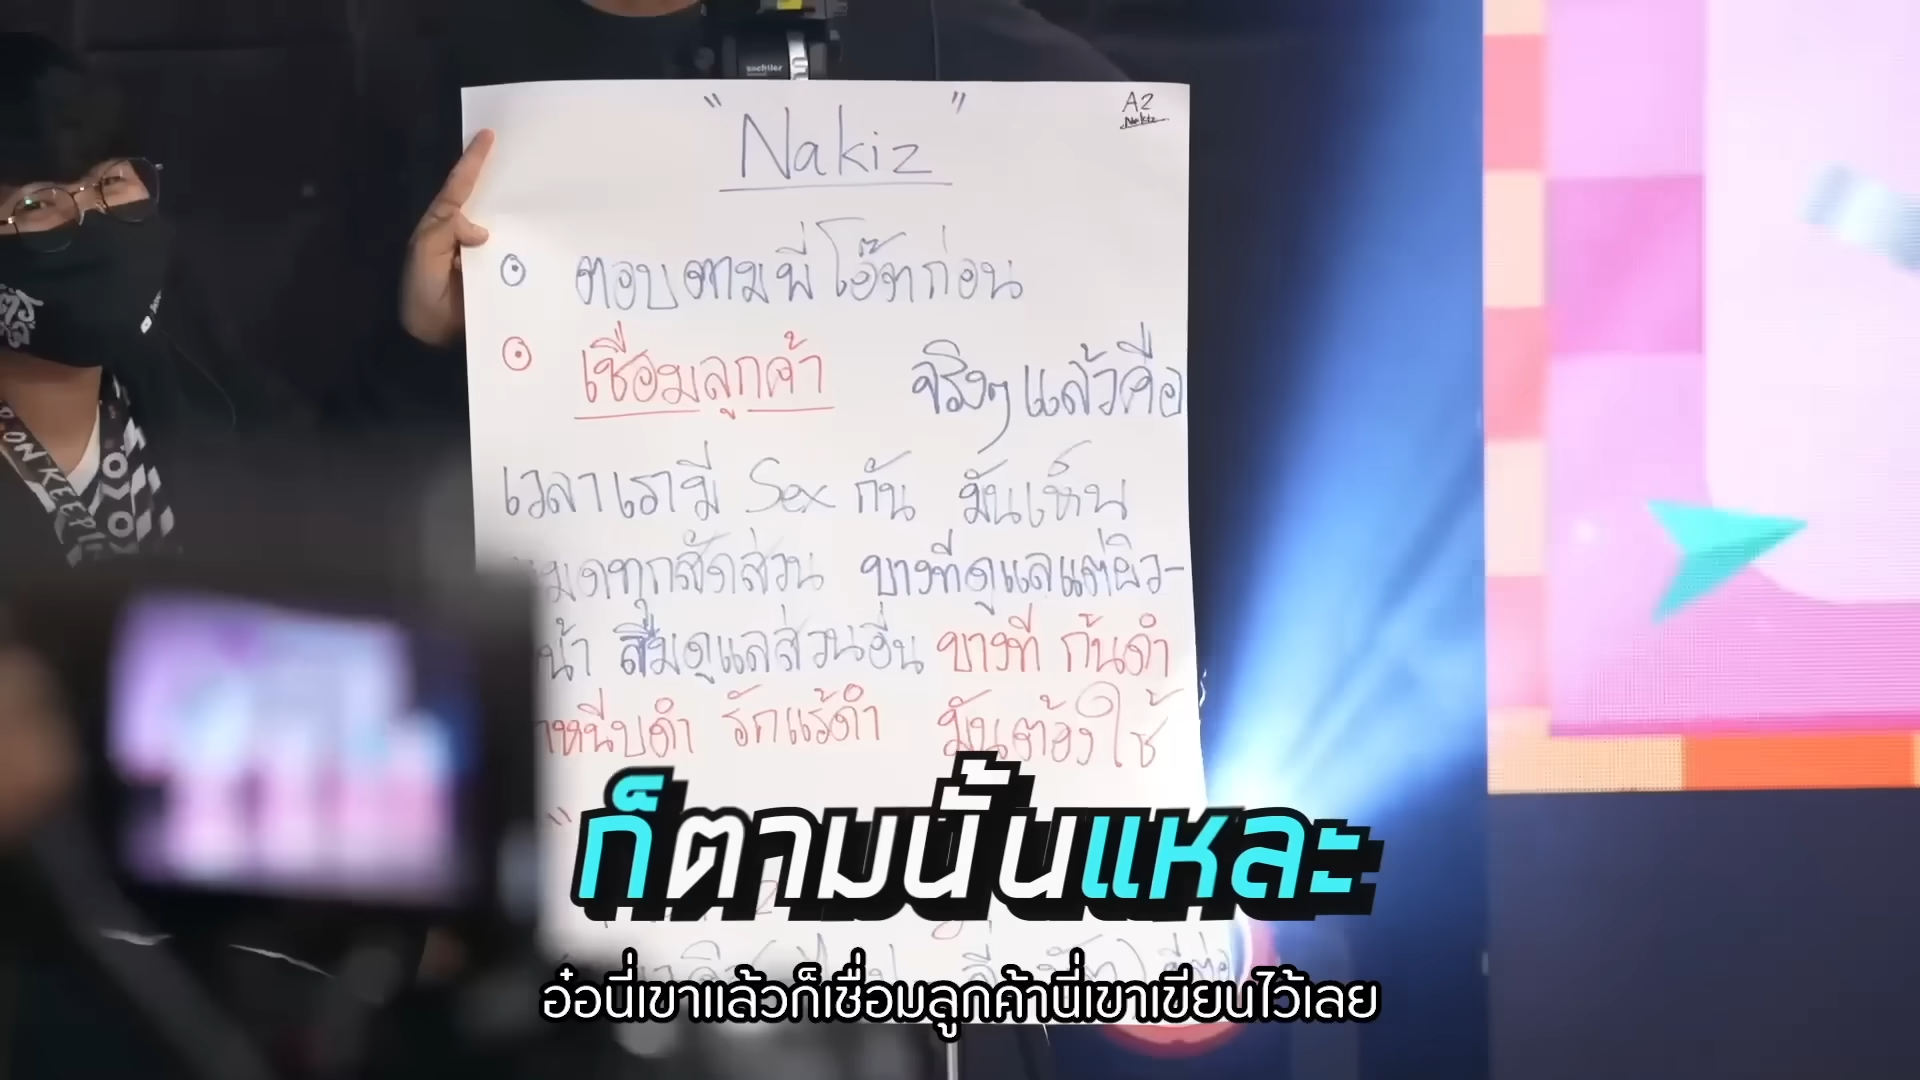 sachtler
"Nakiz"
A2
Nakiz
ตอบตามพี่โอ๊ตก่อน
เชื่อมลูกค้า จริงๆ แล้วคือ
เวลาเรามี Sex กัน มันเห็น
หมดทุกสัดส่วน บางทีดูแลแต่ผิว-
น้า ลืมดูแลส่วนอื่น บางที ก้นดำ
หนีบดำ รักแร้ดำ มันต้องใช้
ก็ตามนั้นแหละ
อ๋อนี่เขาแล้วก็เชื่อมลูกค้านี่เขาเขียนไว้เลย